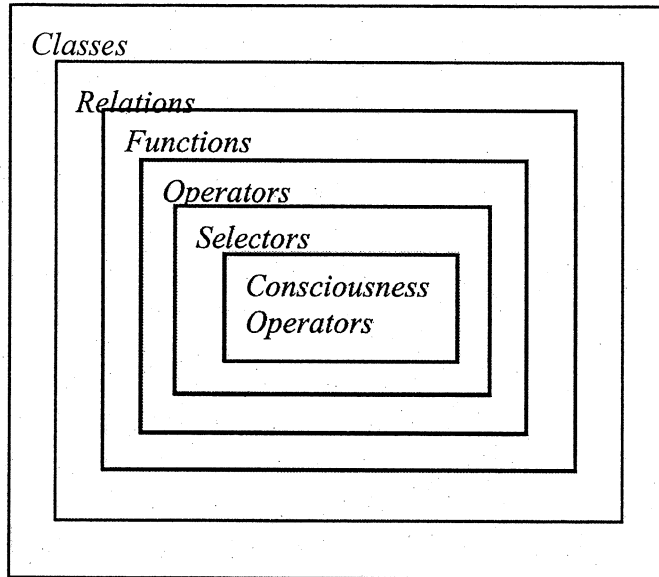 Classes
Relations
Functions
Operators
Selectors
Consciousness
Operators